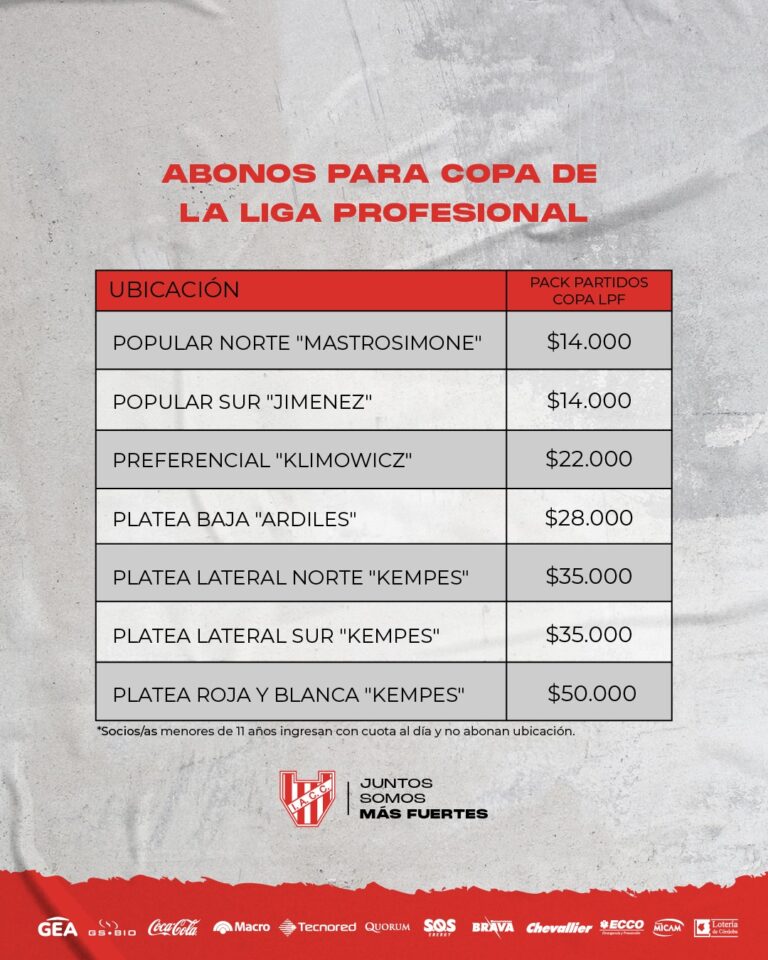 ABONOS PARA COPA DE
LA LIGA PROFESIONAL
UBICACIÓN
PACK PARTIDOS
COPA LPF
POPULAR NORTE "MASTROSIMONE"
$14.000
POPULAR SUR "JIMENEZ"
$14.000
PREFERENCIAL "KLIMOWICZ"
$22.000
PLATEA BAJA "ARDILES"
$28.000
PLATEA LATERAL NORTE "KEMPES"
$35.000
PLATEA LATERAL SUR "KEMPES"
$35.000
PLATEA ROJA Y BLANCA "KEMPES"
$50.000
*Socios/as menores de 11 años ingresan con cuota al día y no abonan ubicación.
I.A.C.C.
JUNTOS
SOMOS
MÁS FUERTES
GEA
GS-BIO
Coca-Cola
Macro
Tecnored
QUORUM
SQS
ENERGY
BRAVA
Chevallier
ECCO
Emergencia y Prevención
MICAM
Lotería
de Córdoba